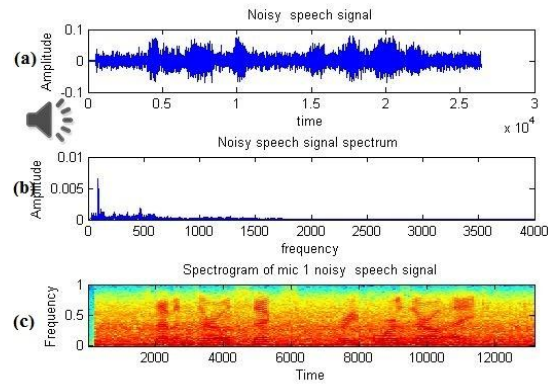 Noisy speech signal
(a)
Amplitude
0.1
0
-0.1
0 0.5 1 1.5 2 2.5 3
time
x 10⁴
Noisy speech signal spectrum
(b)
Amplitude
0.01
0.005
0
0 500 1000 1500 2000 2500 3000 3500 4000
frequency
Spectrogram of mic 1 noisy speech signal
(c)
Frequency
1
0.5
0
2000 4000 6000 8000 10000 12000
Time